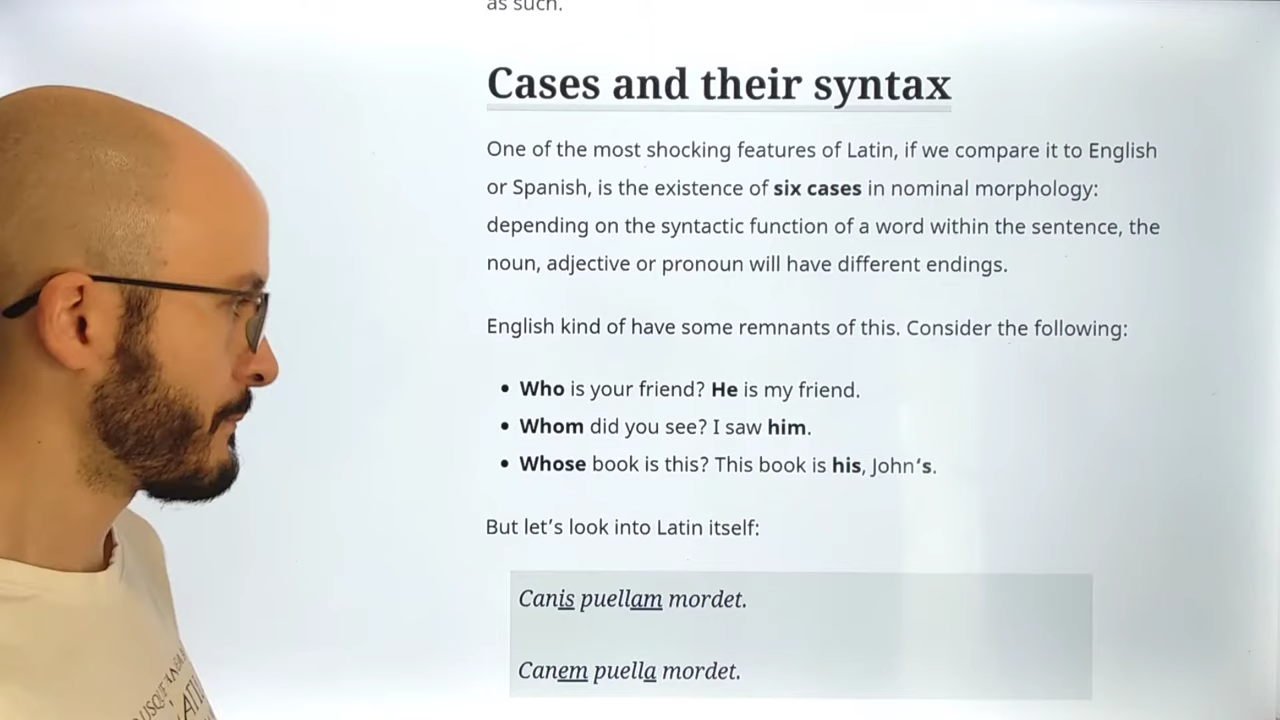 as such.
Cases and their syntax
One of the most shocking features of Latin, if we compare it to English
or Spanish, is the existence of six cases in nominal morphology:
depending on the syntactic function of a word within the sentence, the
noun, adjective or pronoun will have different endings.
English kind of have some remnants of this. Consider the following:
• Who is your friend? He is my friend.
• Whom did you see? I saw him.
• Whose book is this? This book is his, John‘s.
But let’s look into Latin itself:
Canis puellam mordet.
Canem puella mordet.